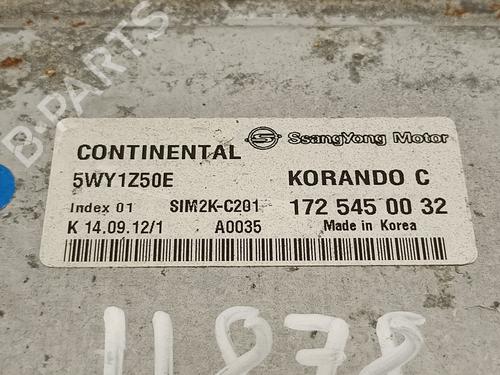 B-PARTS
SsangYong Motor
CONTINENTAL
5WY1Z50E KORANDO C
Index 01 SIM2K-C201 172 545 00 32
K 14.09.12/1 A0035 Made in Korea
11878